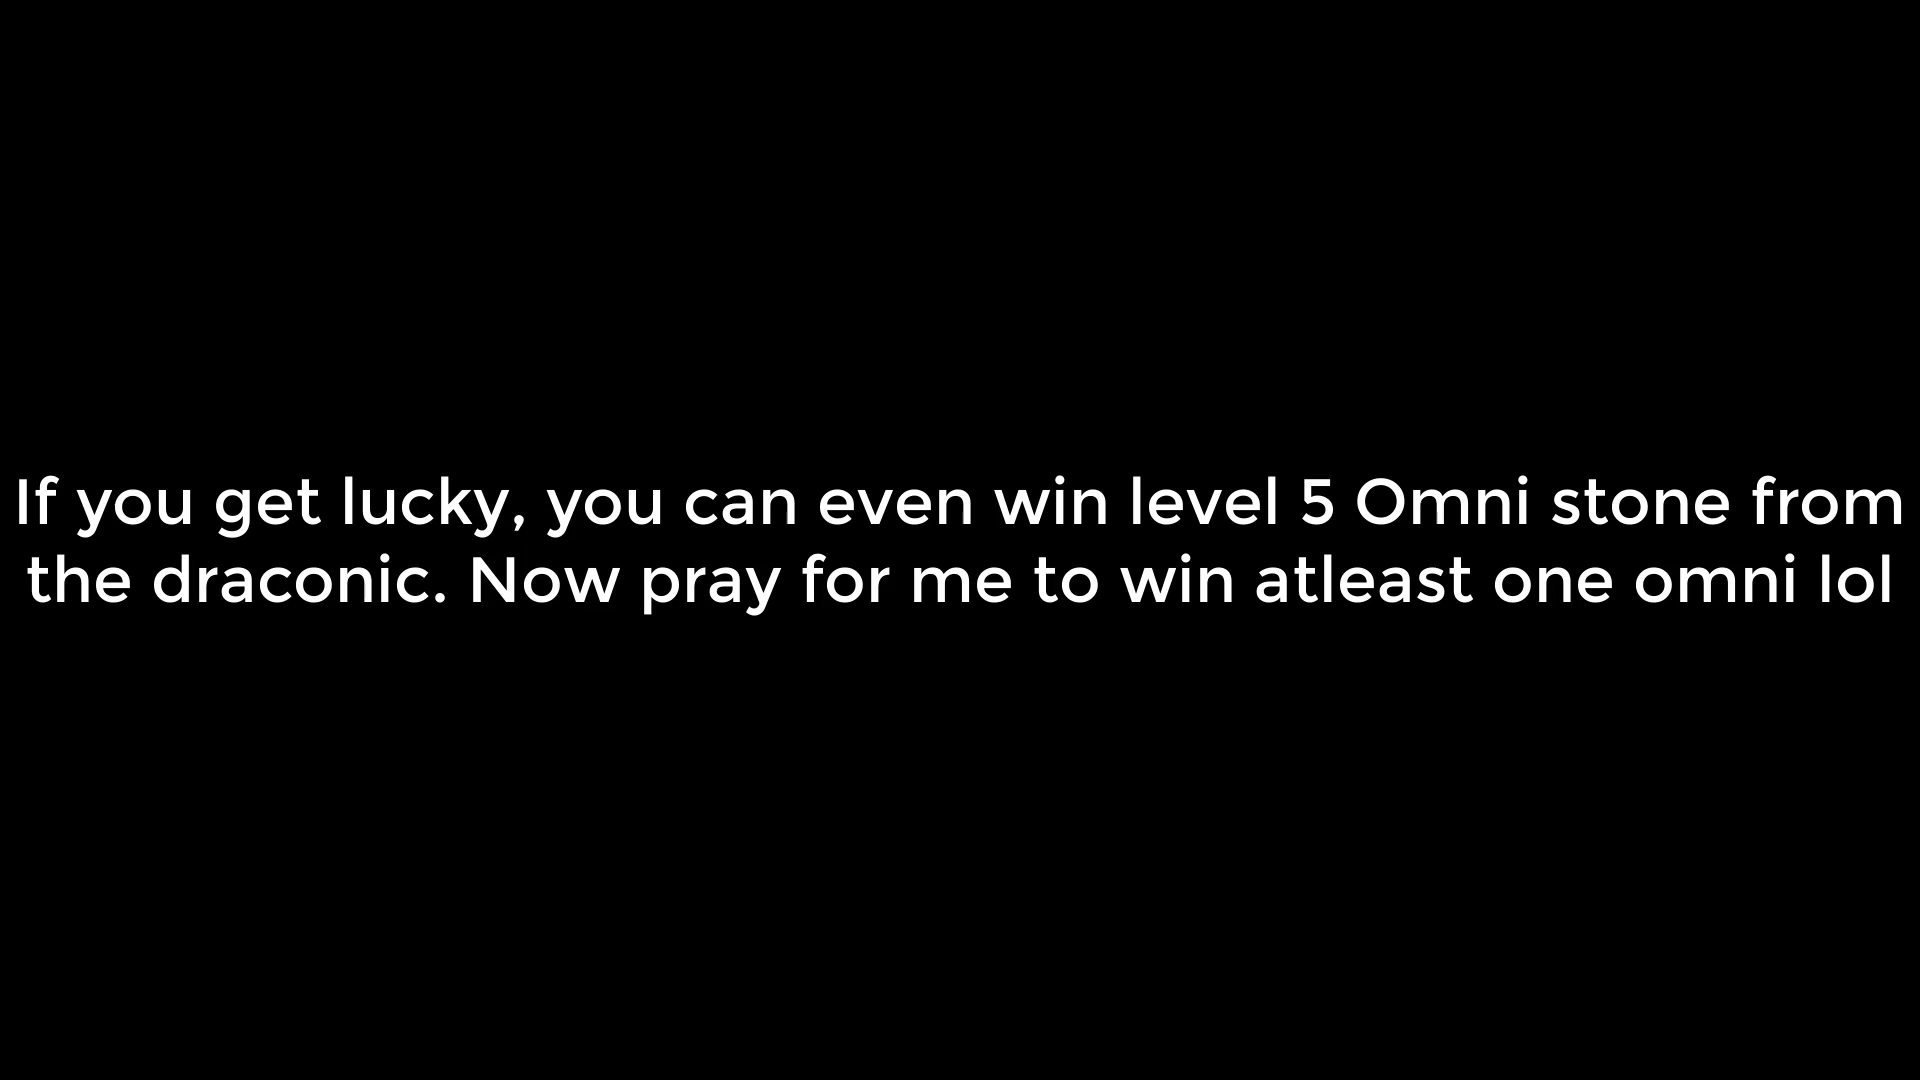 If you get lucky, you can even win level 5 Omni stone from
the draconic. Now pray for me to win atleast one omni lol